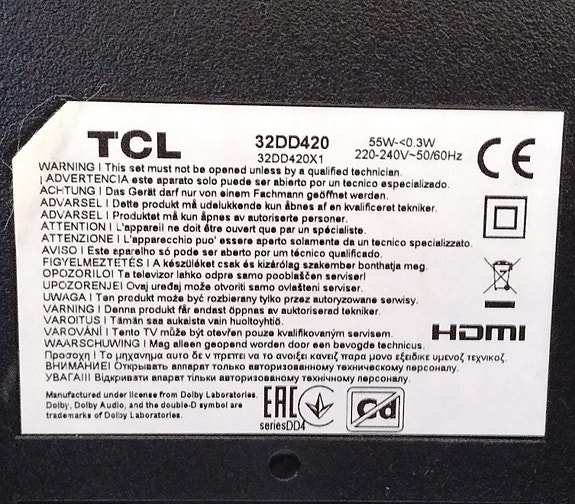 TCL 32DD420 55W-<0.3W
32DD420X1 220-240V~50/60Hz
WARNING ! This set must not be opened unless by a qualified technician.
¡ ADVERTENCIA este aparato solo puede ser abierto por un tecnico especializado.
ACHTUNG ! Das Gerät darf nur von einem Fachmann geöffnet werden.
ADVARSEL ! Dette produkt må udelukkende kun åbnes af en kvalificeret tekniker.
ADVARSEL ! Produktet må kun åpnes av autoriserte personer.
ATTENTION ! L'appareil ne doit être ouvert que par un spécialiste.
ATTENZIONE ! L'apparecchio puo' essere aperto solamente da un tecnico specializzato.
AVISO ! Este aparelho só pode ser aberto por um técnico qualificado.
FIGYELMEZTETÉS ! A készüléket csak és kizárólag szakember bonthatja meg.
OPOZORILO! Ta televizor lahko odpre samo pooblaščen serviser!
UPOZORENJE! Ovaj uređaj može otvoriti samo ovlašteni serviser.
UWAGA ! Ten produkt może być rozbierany tylko przez autoryzowane serwisy.
VARNING ! Denna produkt får endast öppnas av auktoriserad tekniker.
VAROITUS ! Tämän saa aukaista vain huoltoyhtiö.
VAROVÁNÍ ! Tento TV může být otevřen pouze kvalifikovaným servisem.
WAARSCHUWING ! Mag alleen geopend worden door een bevogde technicus.
Προσοχη ! Το μηχανημα αυτο δε ν πρετει να το ανοιξει κανεις παρα μονο εξειδικε υμενος τεχνικος.
ВНИМАНИЕ! Открывать аппарат только авторизованному техническому персоналу.
УВАГА!!! Відкривати апарат тільки авторизованому технічному персоналу.
HDMI
Manufactured under license from Dolby Laboratories.
Dolby, Dolby Audio, and the double-D symbol are
trademarks of Dolby Laboratories.
CE
EAC
seriesDD4
Cd